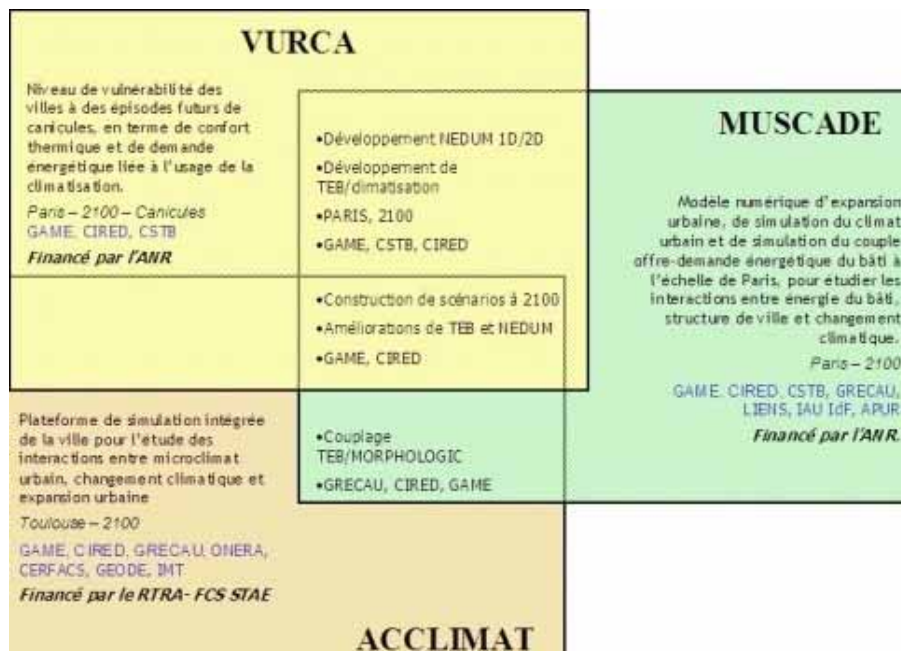 VURCA
Niveau de vulnérabilité des
villes à des épisodes futurs de
canicules, en terme de confort
thermique et de demande
énergétique liée à l'usage de la
climatisation.
Paris – 2100 – Canicules
GAME, CIRED, CSTB
Financé par l'ANR
•Développement NEDUM 1D/2D
•Développement de
TEB/climatisation
•PARIS, 2100
•GAME, CSTB, CIRED
•Construction de scénarios à 2100
•Améliorations de TEB et NEDUM
•GAME, CIRED
MUSCADE
Modèle numérique d'expansion
urbaine, de simulation du climat
urbain et de simulation du couple
offre-demande énergétique du bâti à
l'échelle de Paris, pour étudier les
interactions entre énergie du bâti,
structure de ville et changement
climatique.
Paris – 2100
GAME, CIRED, CSTB, GRECAU,
LIENS, IAU IdF, APUR
Financé par l'ANR.
•Couplage
TEB/MORPHOLOGIC
•GRECAU, CIRED, GAME
Plateforme de simulation intégrée
de la ville pour l'étude des
interactions entre microclimat
urbain, changement climatique et
expansion urbaine
Toulouse – 2100
GAME, CIRED, GRECAU, ONERA,
CERFACS, GEODE, IMT
Financé par le RTRA- FCS STAE
ACCLIMAT